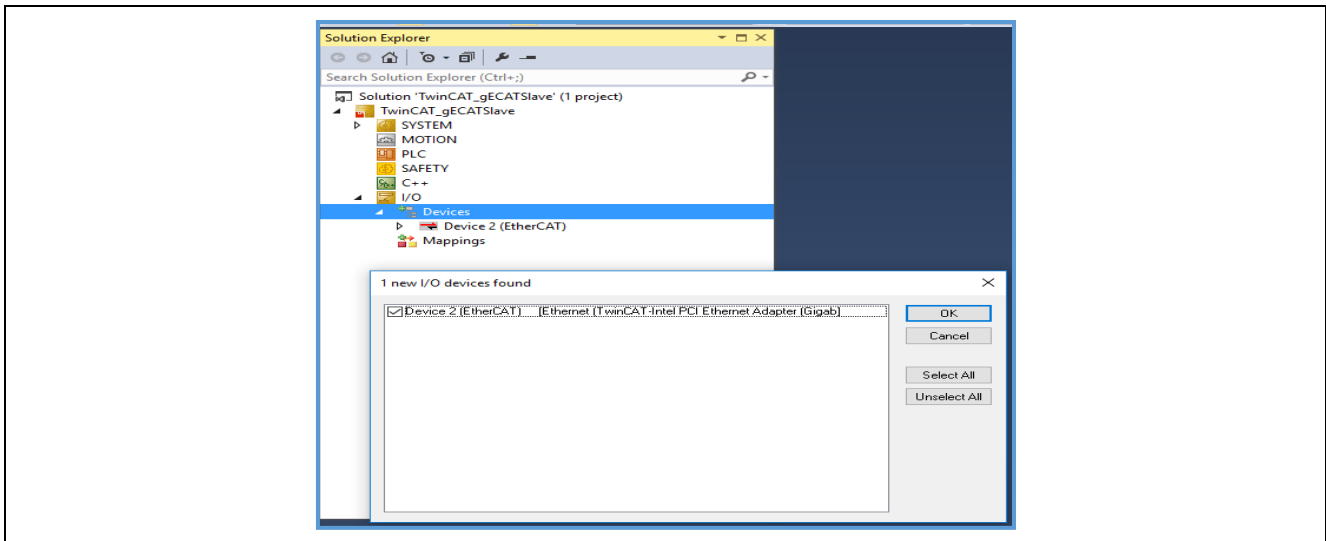 Solution Explorer
Search Solution Explorer (Ctrl+;)
Solution 'TwinCAT_gECATSlave' (1 project)
TwinCAT_gECATSlave
SYSTEM
MOTION
PLC
SAFETY
C++
I/O
Devices
Device 2 (EtherCAT)
Mappings
1 new I/O devices found
Device 2 (EtherCAT) [Ethernet (TwinCAT-Intel PCI Ethernet Adapter (Gigab]
OK
Cancel
Select All
Unselect All